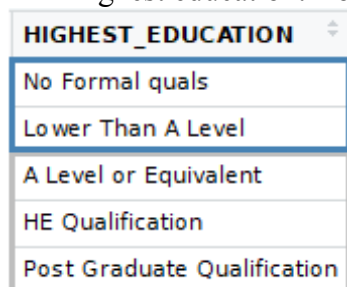 HIGHEST_EDUCATION
No Formal quals
Lower Than A Level
A Level or Equivalent
HE Qualification
Post Graduate Qualification